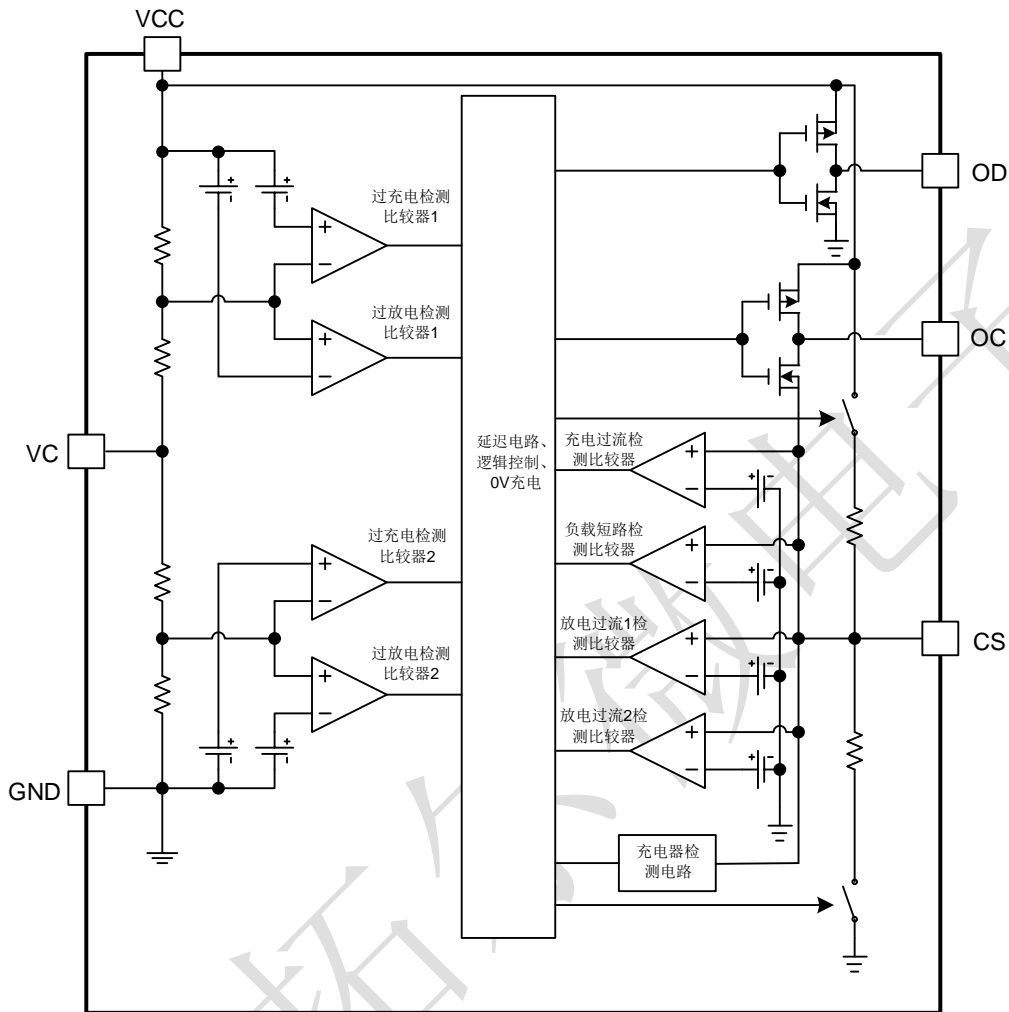 VCC
OD
过充电检测
比较器1
过放电检测
比较器1
OC
VC
延迟电路、
逻辑控制、
0V充电
充电过流检
测比较器
负载短路检
测比较器
过充电检测
比较器2
放电过流1检
测比较器
CS
过放电检测
比较器2
放电过流2检
测比较器
GND
充电器检
测电路
拓尔微电子